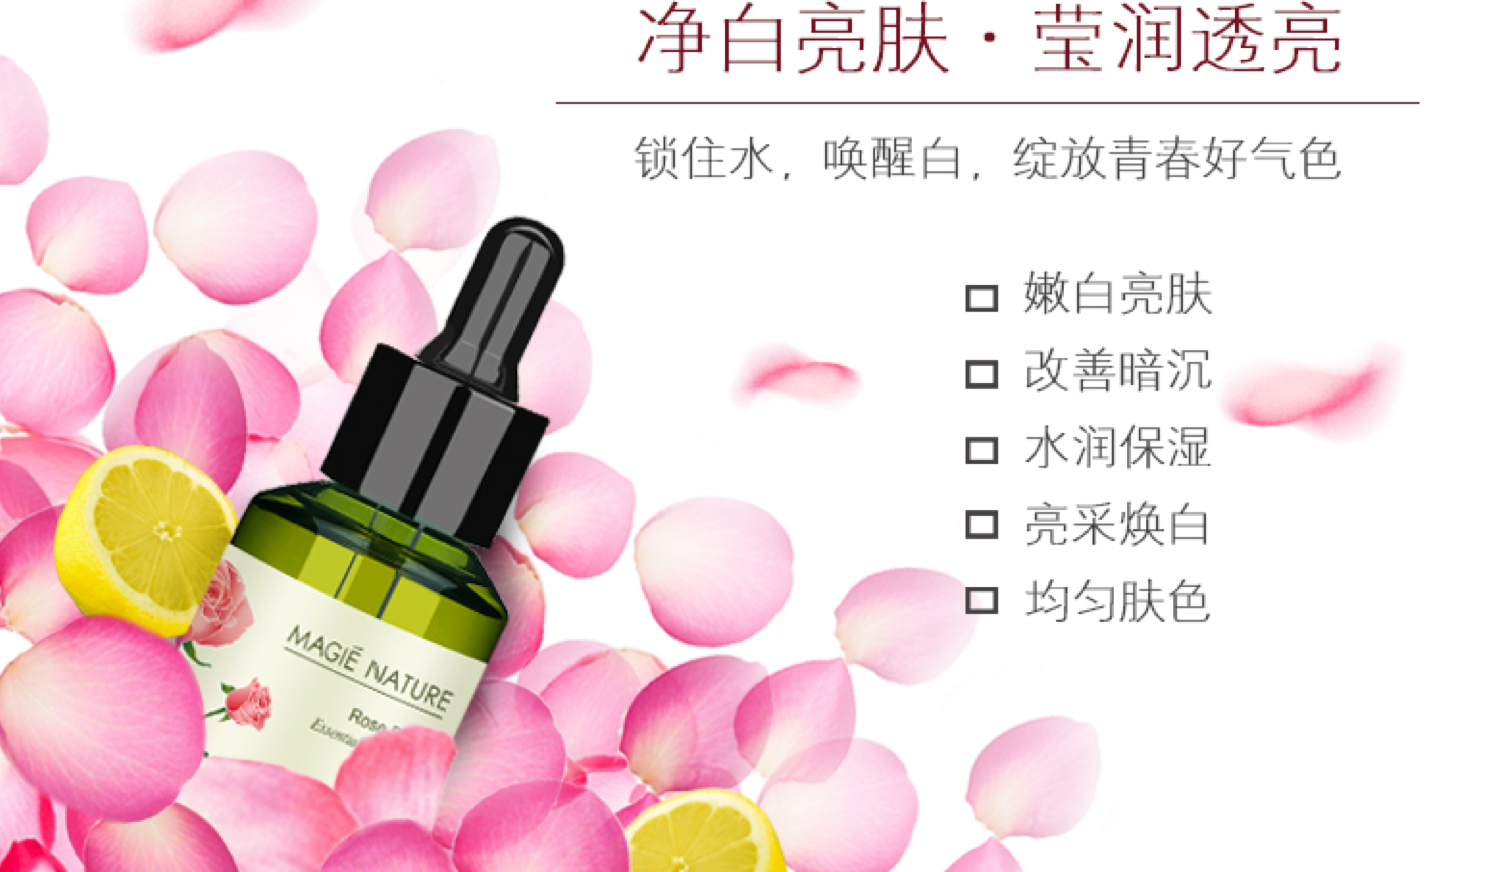 净白亮肤·莹润透亮
锁住水，唤醒白，绽放青春好气色
嫩白亮肤
改善暗沉
水润保湿
亮采焕白
均匀肤色
MAGIÉ NATURE
Rose